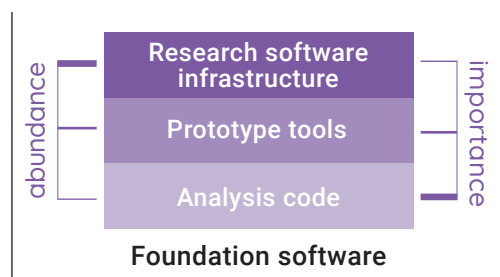 abundance
Research software
infrastructure
Prototype tools
Analysis code
importance
Foundation software